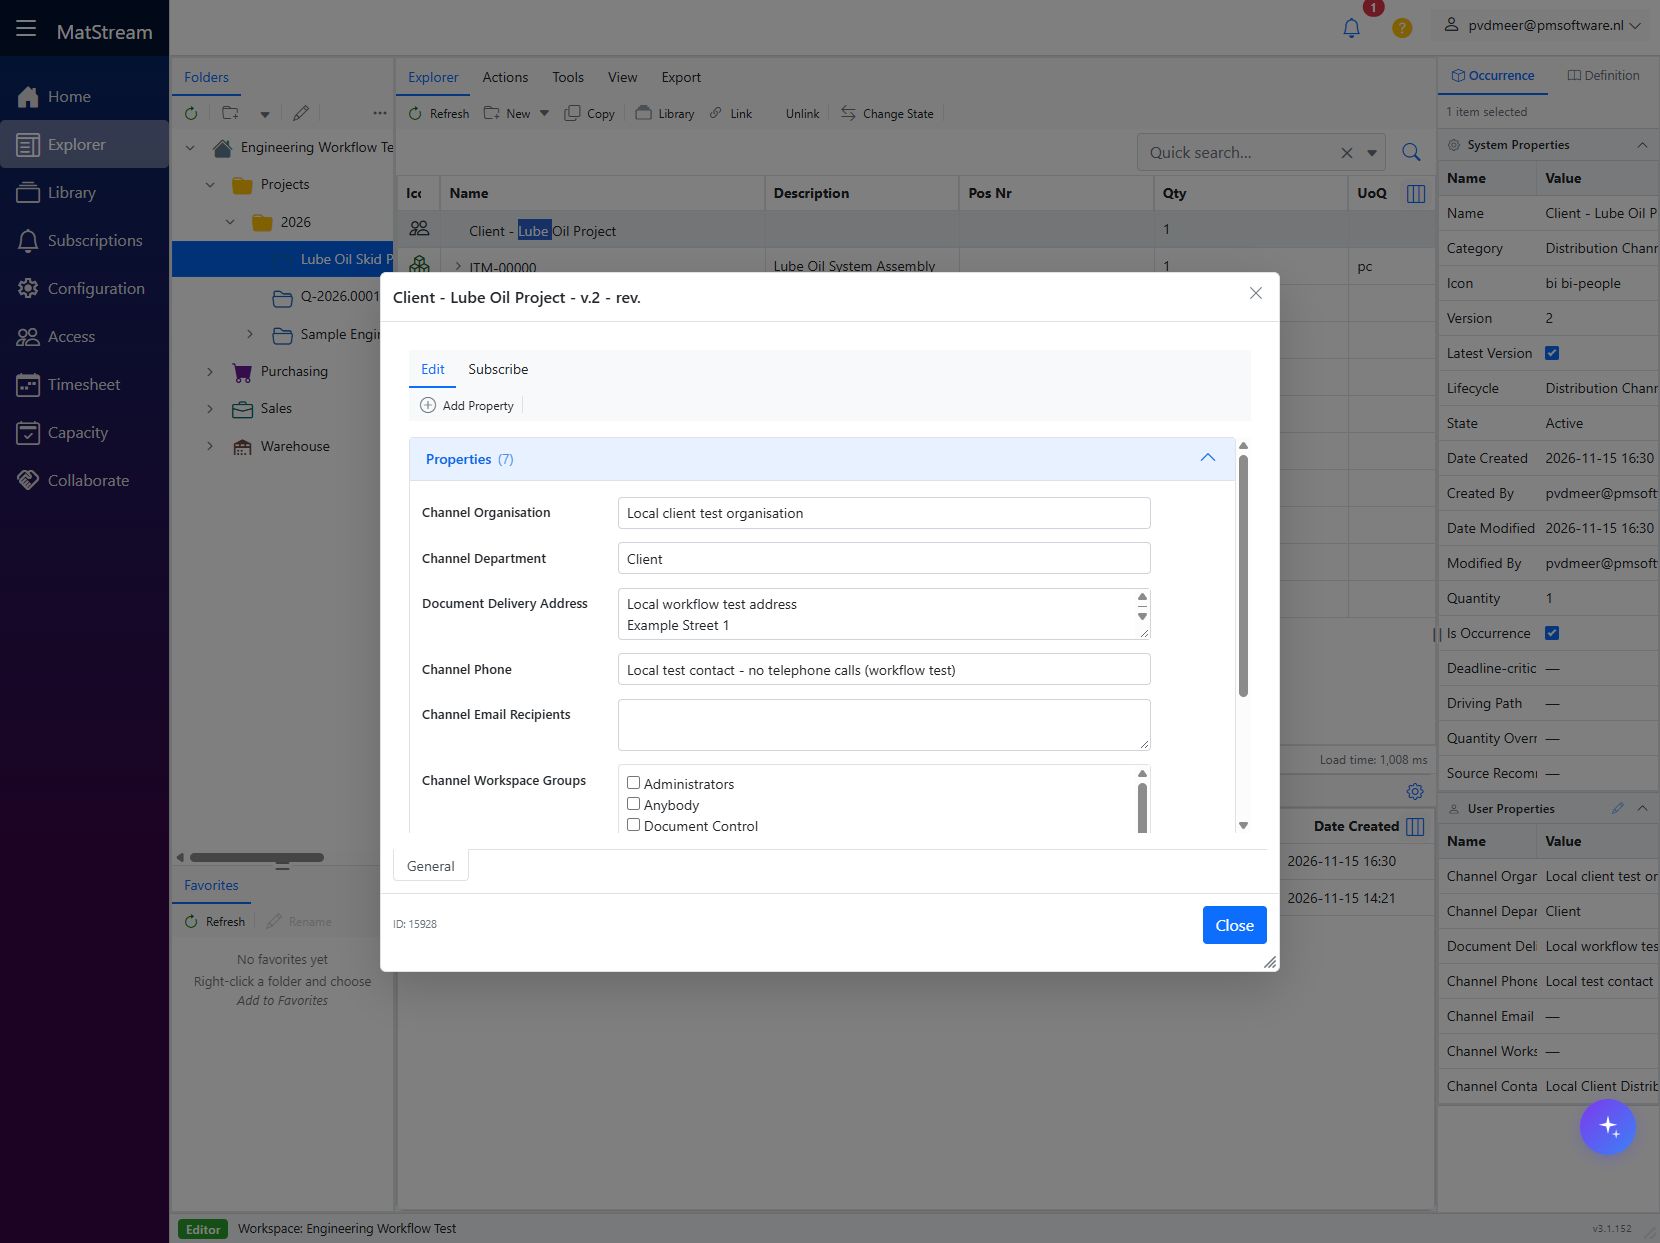 MatStream
1
?
pvdmeer@pmsoftware.nl
Home
Explorer
Library
Subscriptions
Configuration
Access
Timesheet
Capacity
Collaborate
Folders
Engineering Workflow Te
Projects
2026
Lube Oil Skid P
Q-2026.0001
Sample Engi
Purchasing
Sales
Warehouse
Favorites
Refresh Rename
No favorites yet
Right-click a folder and choose
Add to Favorites
Explorer Actions Tools View Export
Refresh New Copy Library Link Unlink Change State
Quick search...
Name Description Pos Nr Qty UoQ
Client - Lube Oil Project 1
ITM-00000 Lube Oil System Assembly 1 pc
Client - Lube Oil Project - v.2 - rev.
Edit Subscribe
Add Property
Properties (7)
Channel Organisation Local client test organisation
Channel Department Client
Document Delivery Address Local workflow test address
Example Street 1
Channel Phone Local test contact - no telephone calls (workflow test)
Channel Email Recipients
Channel Workspace Groups Administrators
Anybody
Document Control
General
ID: 15928 Close
Load time: 1,008 ms
Date Created
2026-11-15 16:30
2026-11-15 14:21
Occurrence Definition
1 item selected
System Properties
Name Value
Name Client - Lube Oil P
Category Distribution Chann
Icon bi bi-people
Version 2
Latest Version
Lifecycle Distribution Chann
State Active
Date Created 2026-11-15 16:30
Created By pvdmeer@pmsoft
Date Modified 2026-11-15 16:30
Modified By pvdmeer@pmsoft
Quantity 1
Is Occurrence
Deadline-critic —
Driving Path —
Quantity Overr —
Source Recom —
User Properties
Name Value
Channel Organ Local client test or
Channel Depar Client
Document Deli Local workflow tes
Channel Phone Local test contact
Channel Email —
Channel Works —
Channel Conta Local Client Distrib
Editor Workspace: Engineering Workflow Test
v3.1.152